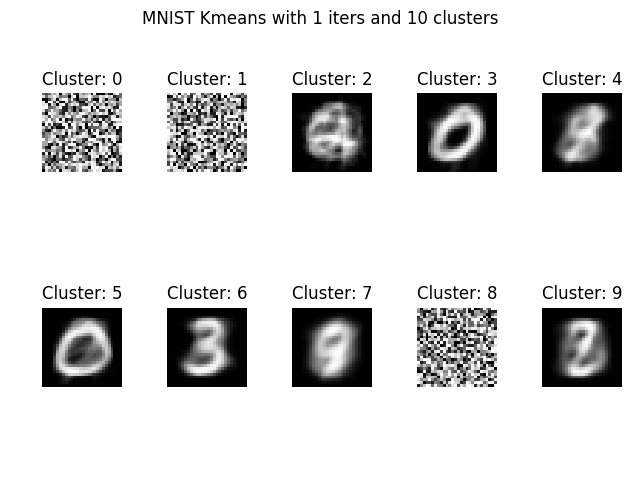 MNIST Kmeans with 1 iters and 10 clusters
Cluster: 0 Cluster: 1 Cluster: 2 Cluster: 3 Cluster: 4
Cluster: 5 Cluster: 6 Cluster: 7 Cluster: 8 Cluster: 9